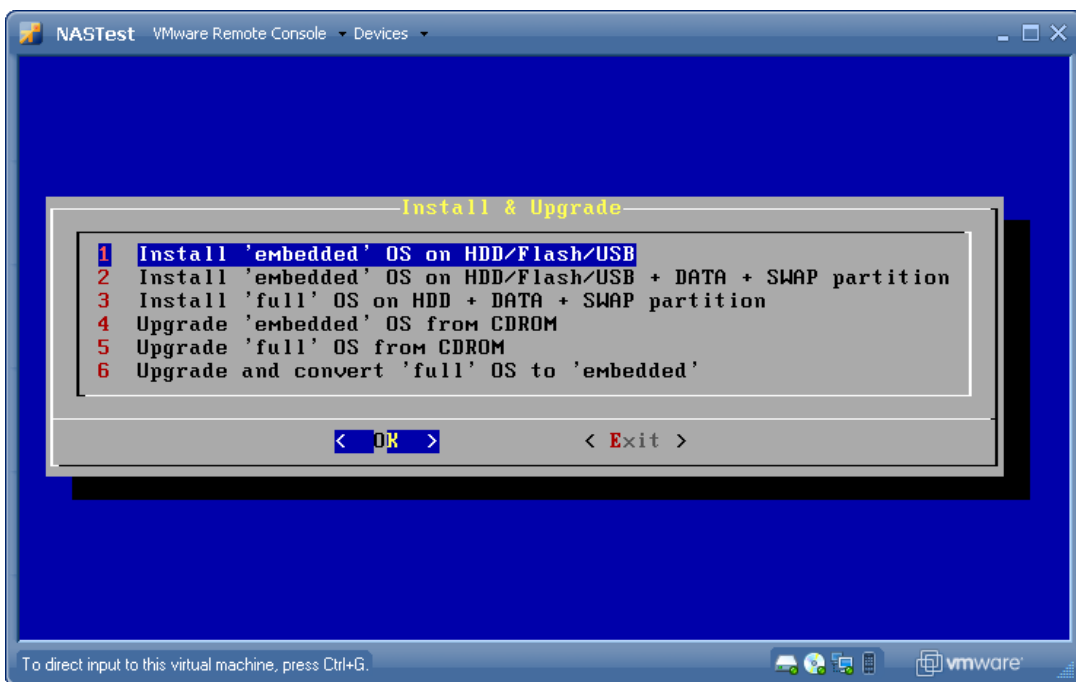 NASTest VMware Remote Console Devices
Install & Upgrade
1 Install 'embedded' OS on HDD/Flash/USB
2 Install 'embedded' OS on HDD/Flash/USB + DATA + SWAP partition
3 Install 'full' OS on HDD + DATA + SWAP partition
4 Upgrade 'embedded' OS from CDROM
5 Upgrade 'full' OS from CDROM
6 Upgrade and convert 'full' OS to 'embedded'
< OK > < Exit >
To direct input to this virtual machine, press Ctrl+G. vmware